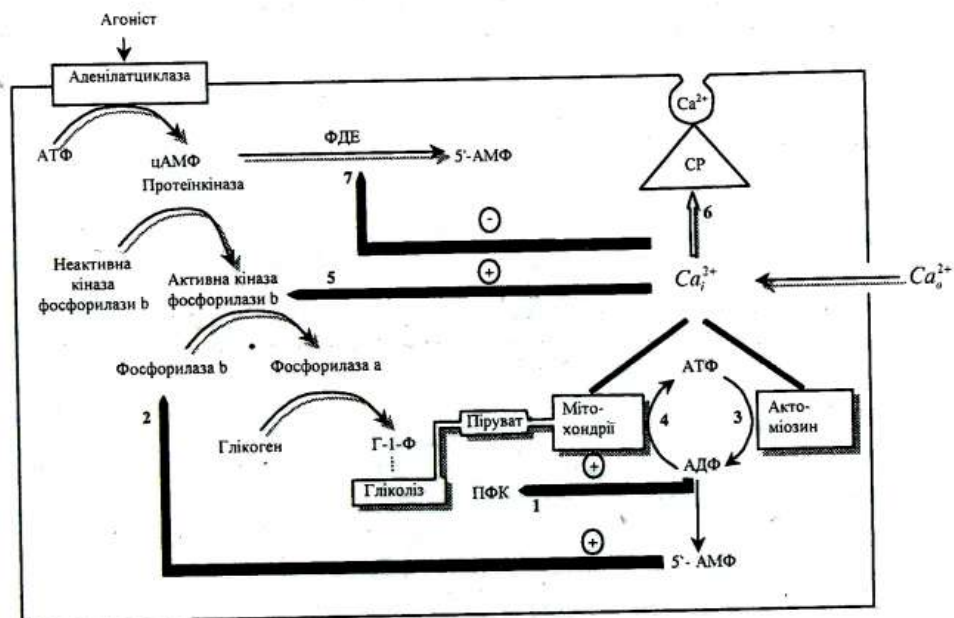 Агоніст
Аденілатциклаза
АТФ
цАМФ
Протеїнкіназа
ФДЕ
5'-АМФ
Ca²⁺
СР
7
6
-
Неактивна
кіназа
фосфорилази b
Активна кіназа
фосфорилази b
5
+
Ca²⁺ᵢ
Ca²⁺ₒ
Фосфорилаза b
Фосфорилаза а
2
Глікоген
Г-1-Ф
Гліколіз
Піруват
Міто-
хондрії
АТФ
4
3
АДФ
Акто-
міозин
+
ПФК
1
+
5'- АМФ